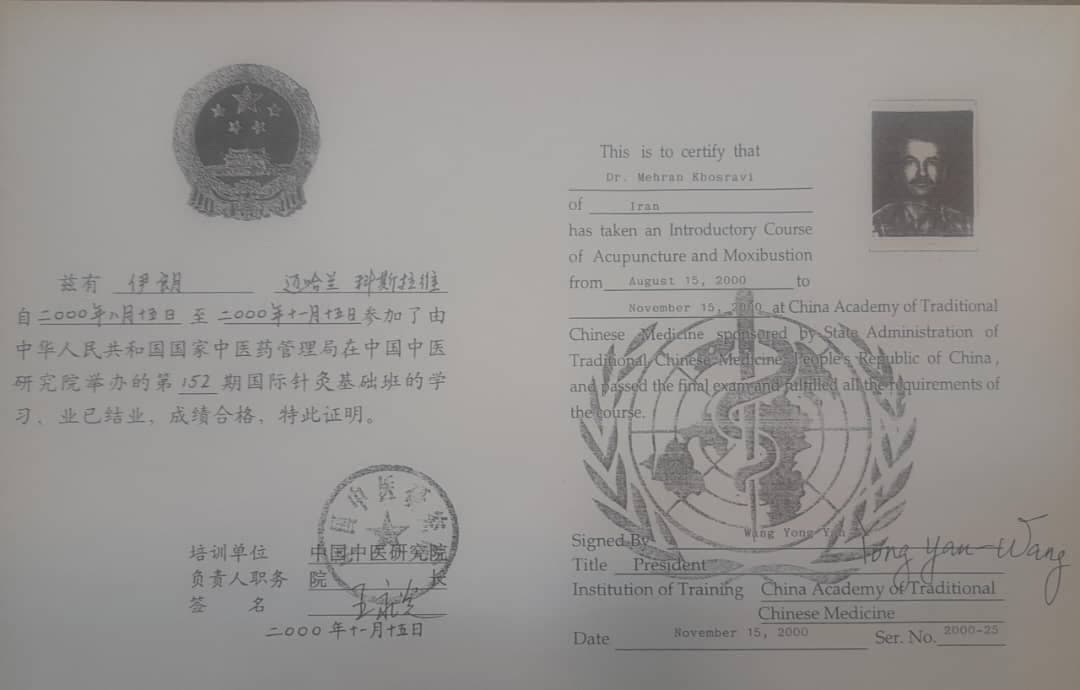 兹有 伊朗 迈哈兰 科斯拉维
自二〇〇〇年八月十五日 至 二〇〇〇年十一月十五日参加了由
中华人民共和国国家中医药管理局在中国中医
研究院举办的第 152 期国际针灸基础班的学
习、业已结业，成绩合格，特此证明。
培训单位 中国中医研究院
负责人职务 院 长
签 名
二〇〇〇年十一月十五日
This is to certify that
Dr. Mehran Khosravi
of Iran
has taken an Introductory Course
of Acupuncture and Moxibustion
from August 15, 2000 to
November 15, 2000 at China Academy of Traditional
Chinese Medicine sponsored by State Administration of
Traditional Chinese Medicine, People's Republic of China,
and passed the final exam and fulfilled all the requirements of
the course.
Signed By Wang Yong Yan Yong Yan-Wang
Title President
Institution of Training China Academy of Traditional
Chinese Medicine
Date November 15, 2000 Ser. No. 2000-25